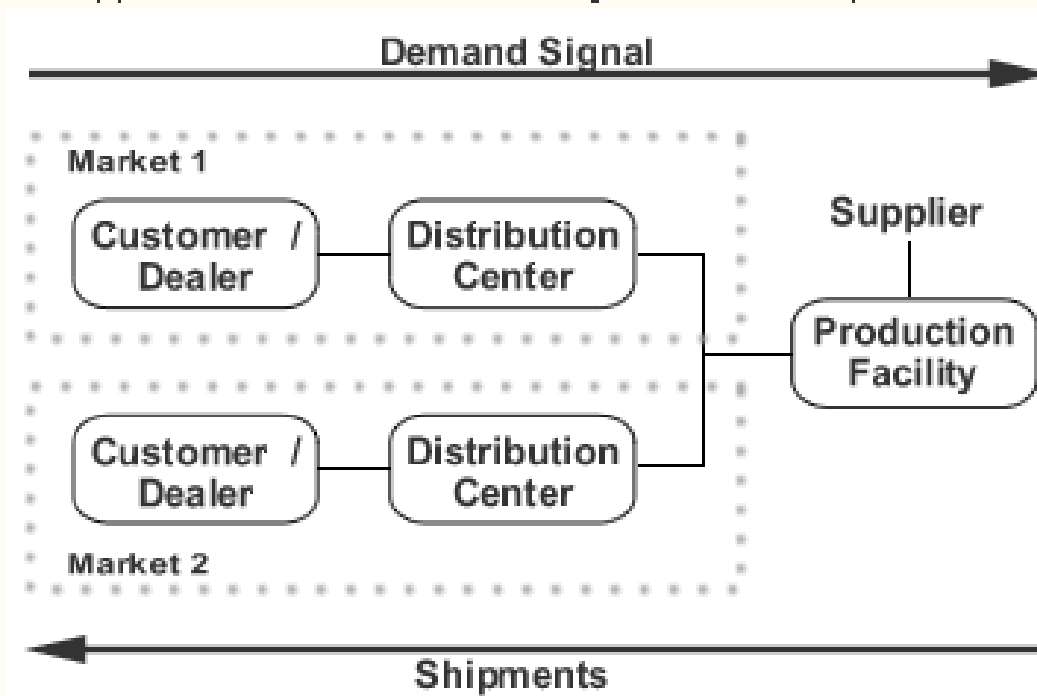 Demand Signal
Market 1
Customer /
Dealer
Distribution
Center
Supplier
Production
Facility
Customer /
Dealer
Distribution
Center
Market 2
Shipments